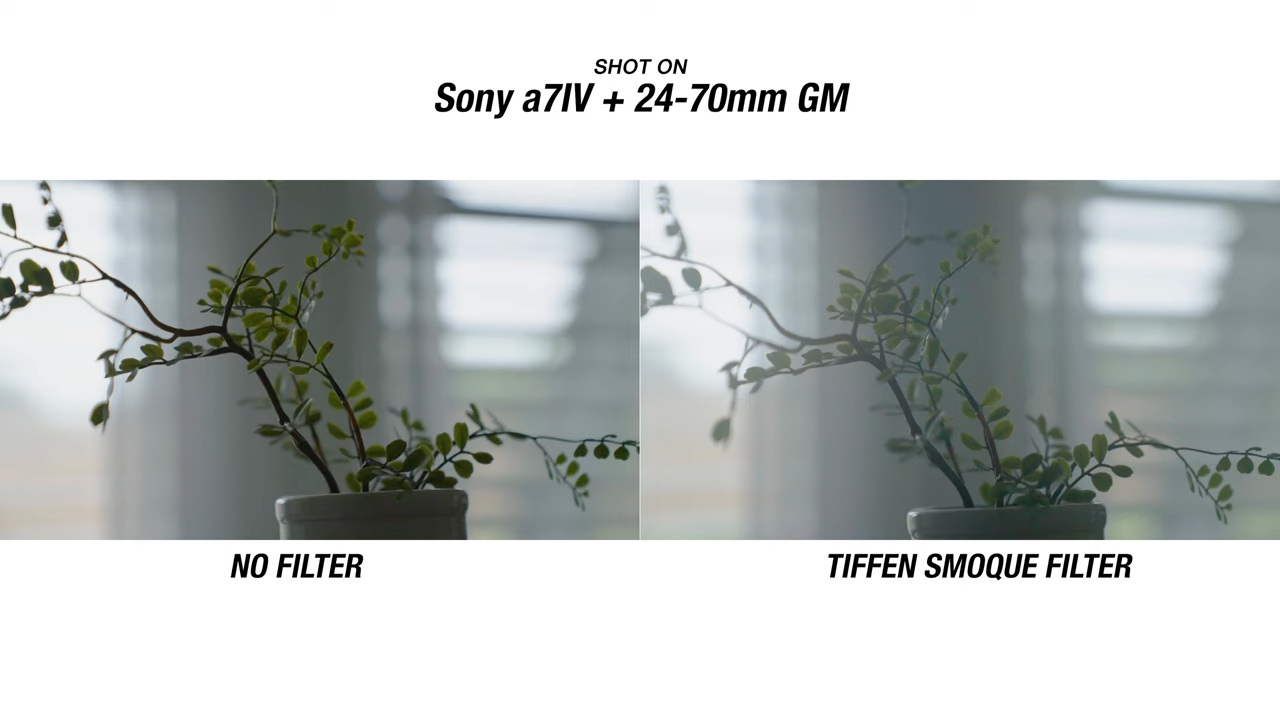 SHOT ON
Sony a7IV + 24-70mm GM
NO FILTER
TIFFEN SMOQUE FILTER